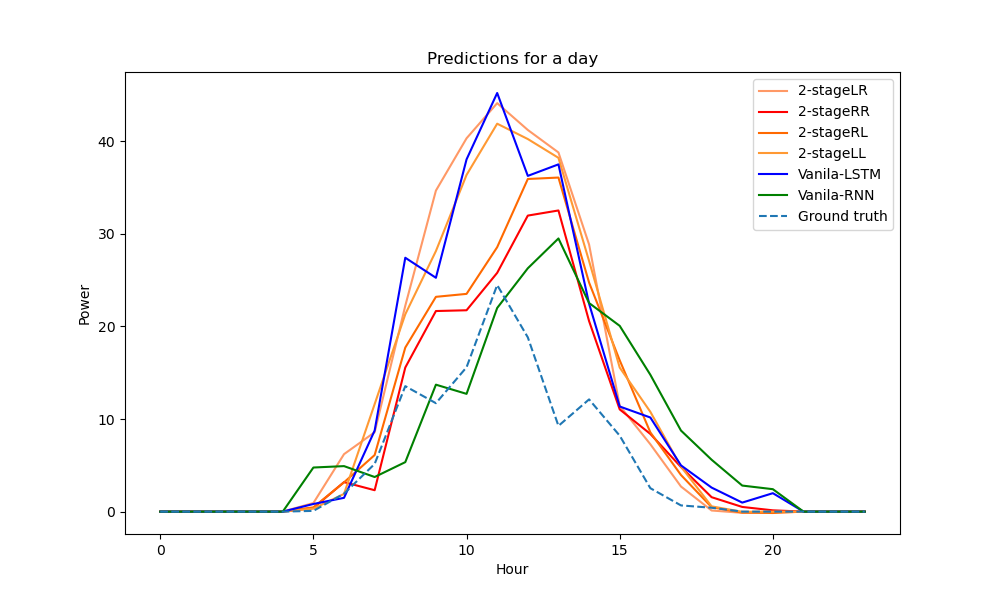 Predictions for a day
2-stageLR
2-stageRR
2-stageRL
2-stageLL
Vanila-LSTM
Vanila-RNN
Ground truth
Power
40
30
20
10
0
0 5 10 15 20
Hour